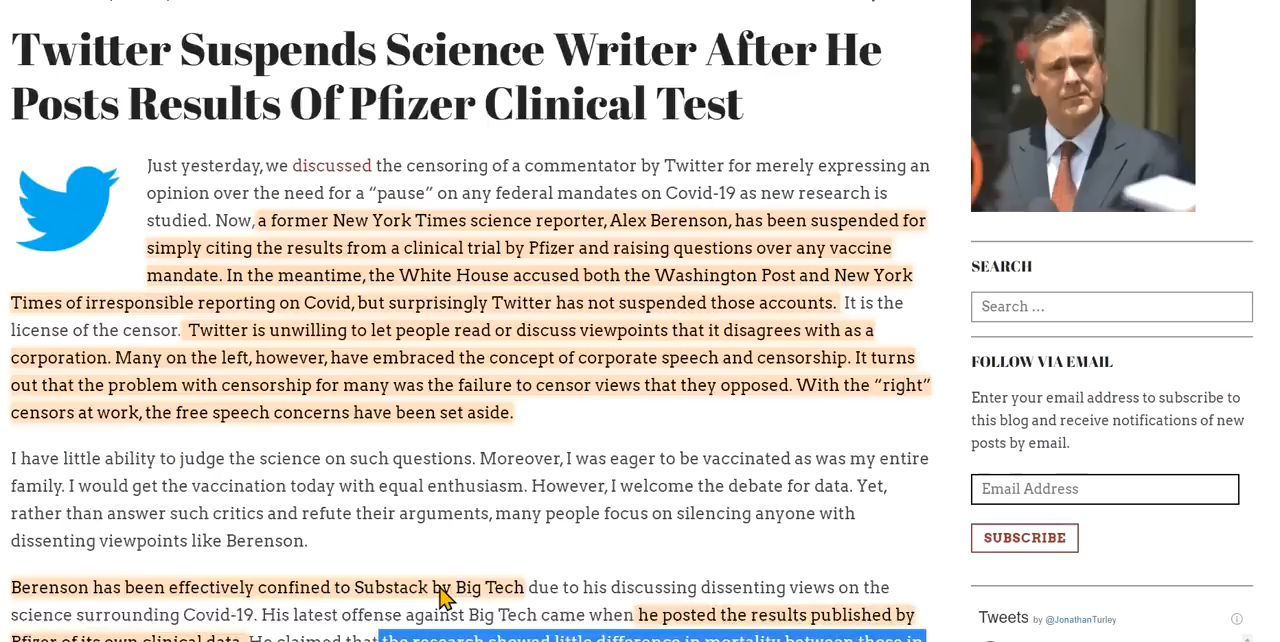 Twitter Suspends Science Writer After He
Posts Results Of Pfizer Clinical Test
Just yesterday, we discussed the censoring of a commentator by Twitter for merely expressing an
opinion over the need for a “pause” on any federal mandates on Covid-19 as new research is
studied. Now, a former New York Times science reporter, Alex Berenson, has been suspended for
simply citing the results from a clinical trial by Pfizer and raising questions over any vaccine
mandate. In the meantime, the White House accused both the Washington Post and New York
Times of irresponsible reporting on Covid, but surprisingly Twitter has not suspended those accounts. It is the
license of the censor. Twitter is unwilling to let people read or discuss viewpoints that it disagrees with as a
corporation. Many on the left, however, have embraced the concept of corporate speech and censorship. It turns
out that the problem with censorship for many was the failure to censor views that they opposed. With the “right”
censors at work, the free speech concerns have been set aside.
I have little ability to judge the science on such questions. Moreover, I was eager to be vaccinated as was my entire
family. I would get the vaccination today with equal enthusiasm. However, I welcome the debate for data. Yet,
rather than answer such critics and refute their arguments, many people focus on silencing anyone with
dissenting viewpoints like Berenson.
Berenson has been effectively confined to Substack by Big Tech due to his discussing dissenting views on the
science surrounding Covid-19. His latest offense against Big Tech came when he posted the results published by
Pfizer of its own clinical data. He claimed that the research showed little difference in mortality between those in
SEARCH
Search …
FOLLOW VIA EMAIL
Enter your email address to subscribe to
this blog and receive notifications of new
posts by email.
Email Address
SUBSCRIBE
Tweets by @JonathanTurley